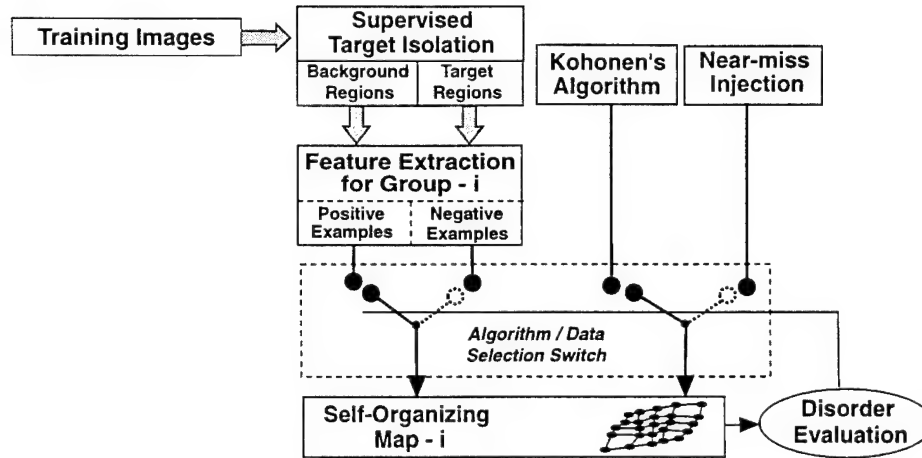 Training Images
Supervised
Target Isolation
Background
Regions
Target
Regions
Kohonen's
Algorithm
Near-miss
Injection
Feature Extraction
for Group - i
Positive
Examples
Negative
Examples
Algorithm / Data
Selection Switch
Self-Organizing
Map - i
Disorder
Evaluation